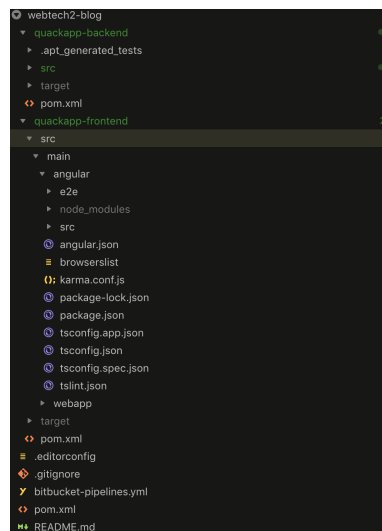 webtech2-blog
quackapp-backend
.apt_generated_tests
src
target
pom.xml
quackapp-frontend
src
main
angular
e2e
node_modules
src
angular.json
browserslist
karma.conf.js
package-lock.json
package.json
tsconfig.app.json
tsconfig.json
tsconfig.spec.json
tslint.json
webapp
target
pom.xml
.editorconfig
.gitignore
bitbucket-pipelines.yml
pom.xml
README.md